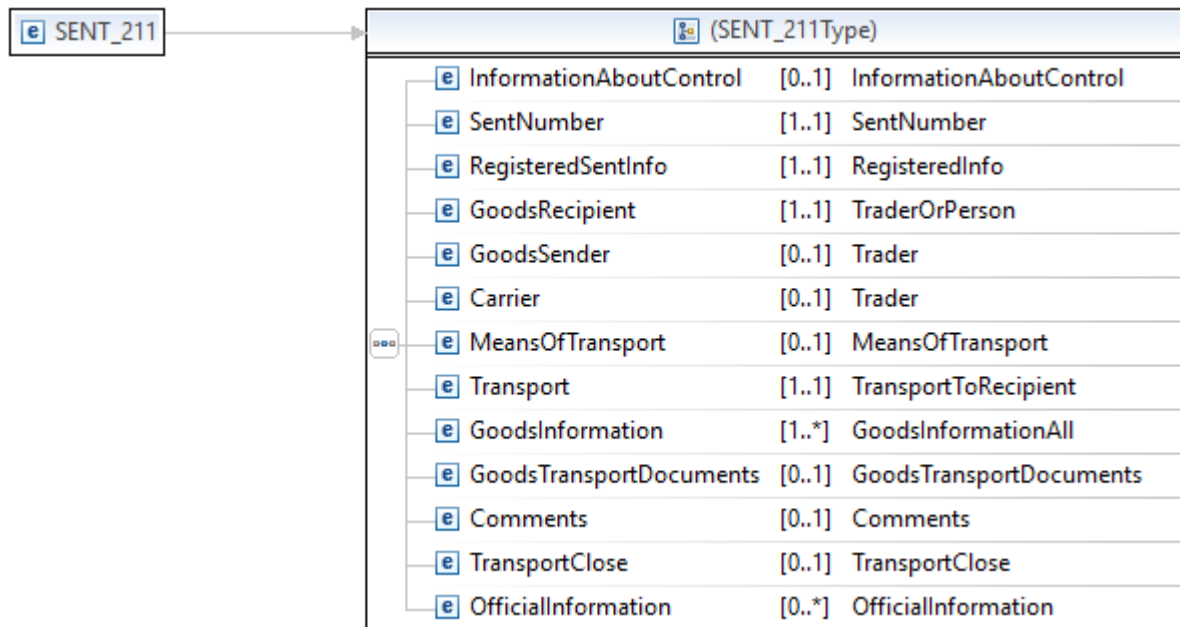 e SENT_211
(SENT_211Type)
e InformationAboutControl [0..1] InformationAboutControl
e SentNumber [1..1] SentNumber
e RegisteredSentInfo [1..1] RegisteredInfo
e GoodsRecipient [1..1] TraderOrPerson
e GoodsSender [0..1] Trader
e Carrier [0..1] Trader
e MeansOfTransport [0..1] MeansOfTransport
e Transport [1..1] TransportToRecipient
e GoodsInformation [1..*] GoodsInformationAll
e GoodsTransportDocuments [0..1] GoodsTransportDocuments
e Comments [0..1] Comments
e TransportClose [0..1] TransportClose
e OfficialInformation [0..*] OfficialInformation